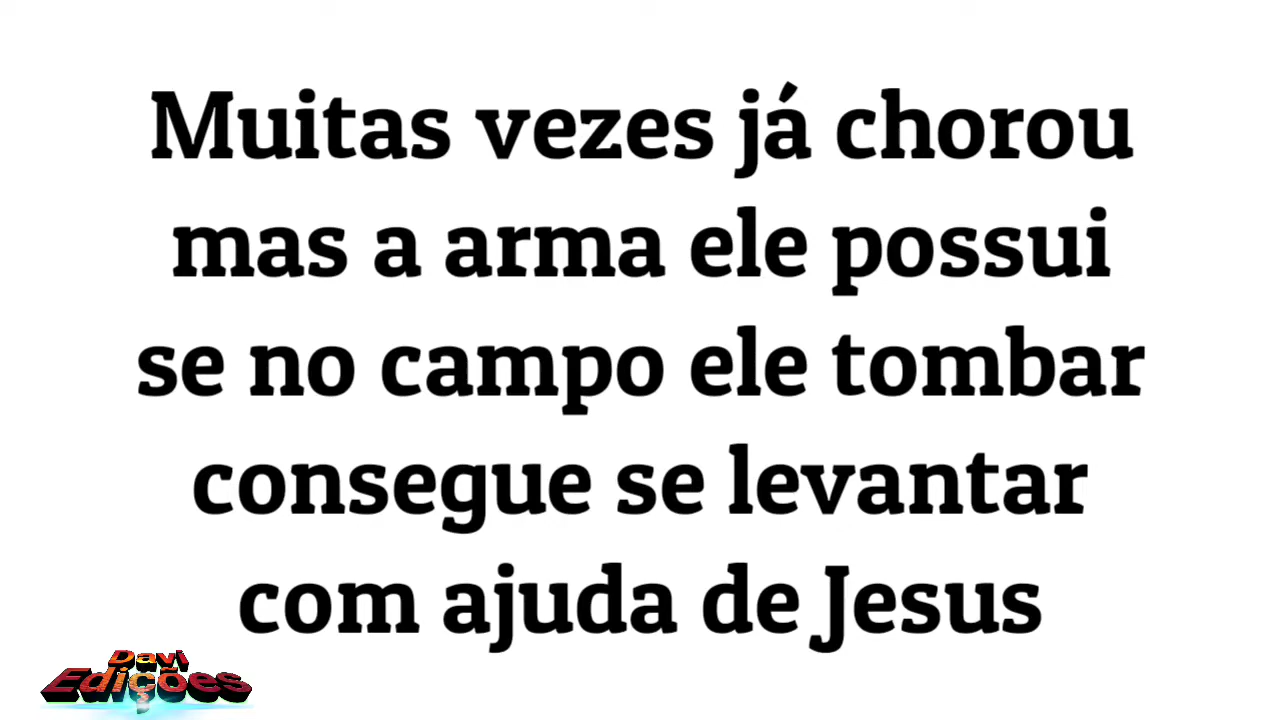 Muitas vezes já chorou
mas a arma ele possui
se no campo ele tombar
consegue se levantar
com ajuda de Jesus
Davi
Edições